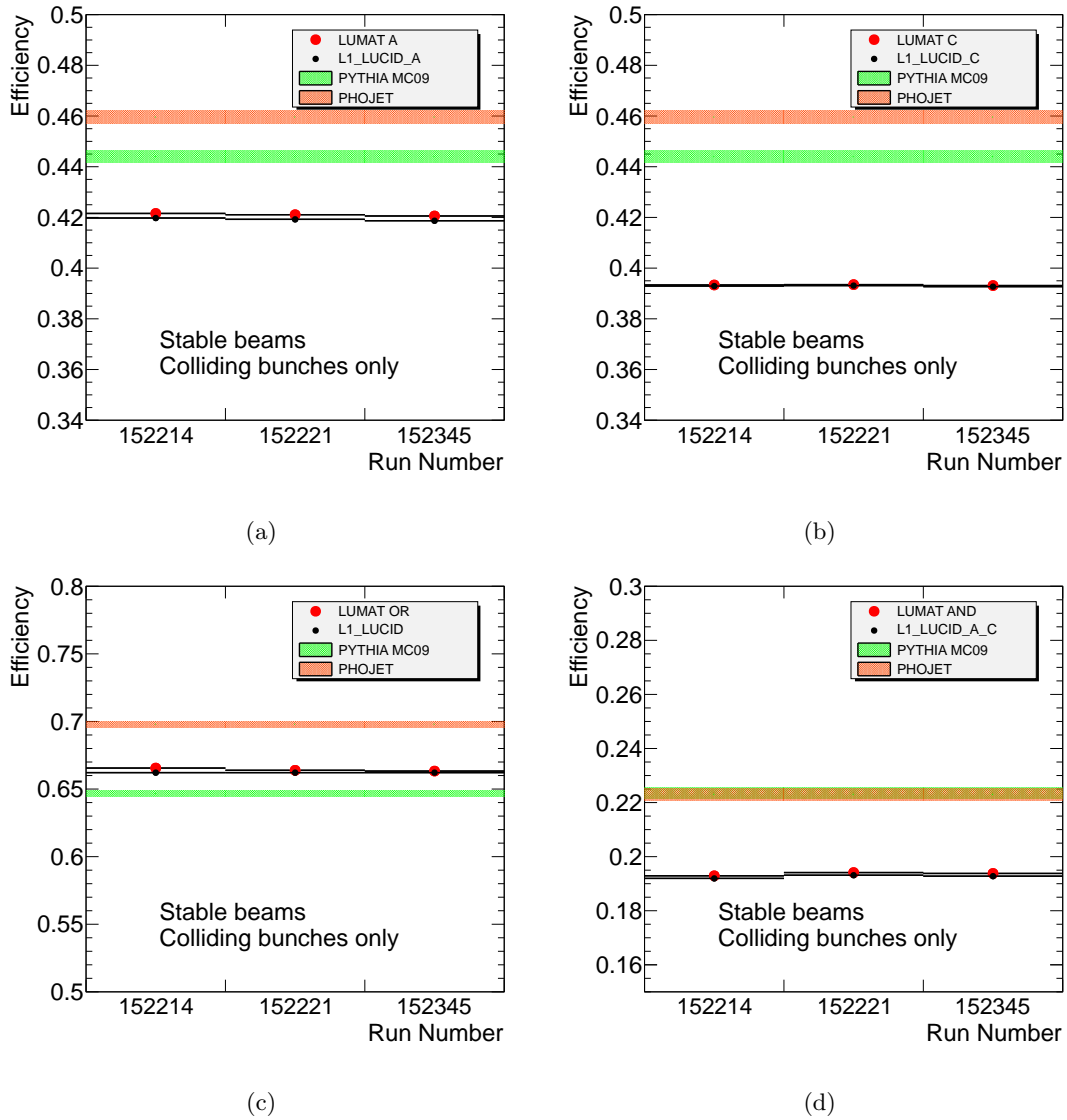 Efficiency
0.5
0.48
0.46
0.44
0.42
0.4
0.38
0.36
0.34
LUMAT A
L1_LUCID_A
PYTHIA MC09
PHOJET
Stable beams
Colliding bunches only
152214 152221 152345
Run Number
(a)
Efficiency
0.5
0.48
0.46
0.44
0.42
0.4
0.38
0.36
0.34
LUMAT C
L1_LUCID_C
PYTHIA MC09
PHOJET
Stable beams
Colliding bunches only
152214 152221 152345
Run Number
(b)
Efficiency
0.8
0.75
0.7
0.65
0.6
0.55
0.5
LUMAT OR
L1_LUCID
PYTHIA MC09
PHOJET
Stable beams
Colliding bunches only
152214 152221 152345
Run Number
(c)
Efficiency
0.3
0.28
0.26
0.24
0.22
0.2
0.18
0.16
LUMAT AND
L1_LUCID_A_C
PYTHIA MC09
PHOJET
Stable beams
Colliding bunches only
152214 152221 152345
Run Number
(d)